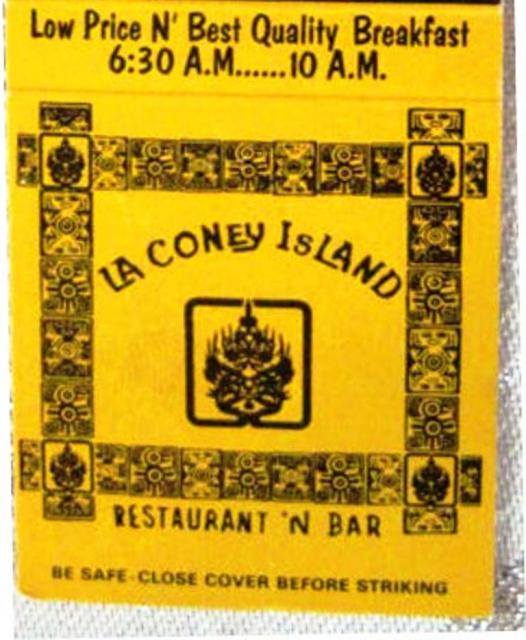 Low Price N' Best Quality Breakfast
6:30 A.M......10 A.M.
LA CONEY ISLAND
RESTAURANT 'N BAR
BE SAFE-CLOSE COVER BEFORE STRIKING